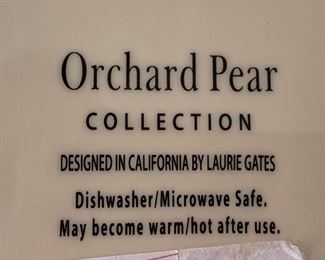 Orchard Pear
COLLECTION
DESIGNED IN CALIFORNIA BY LAURIE GATES
Dishwasher/Microwave Safe.
May become warm/hot after use.